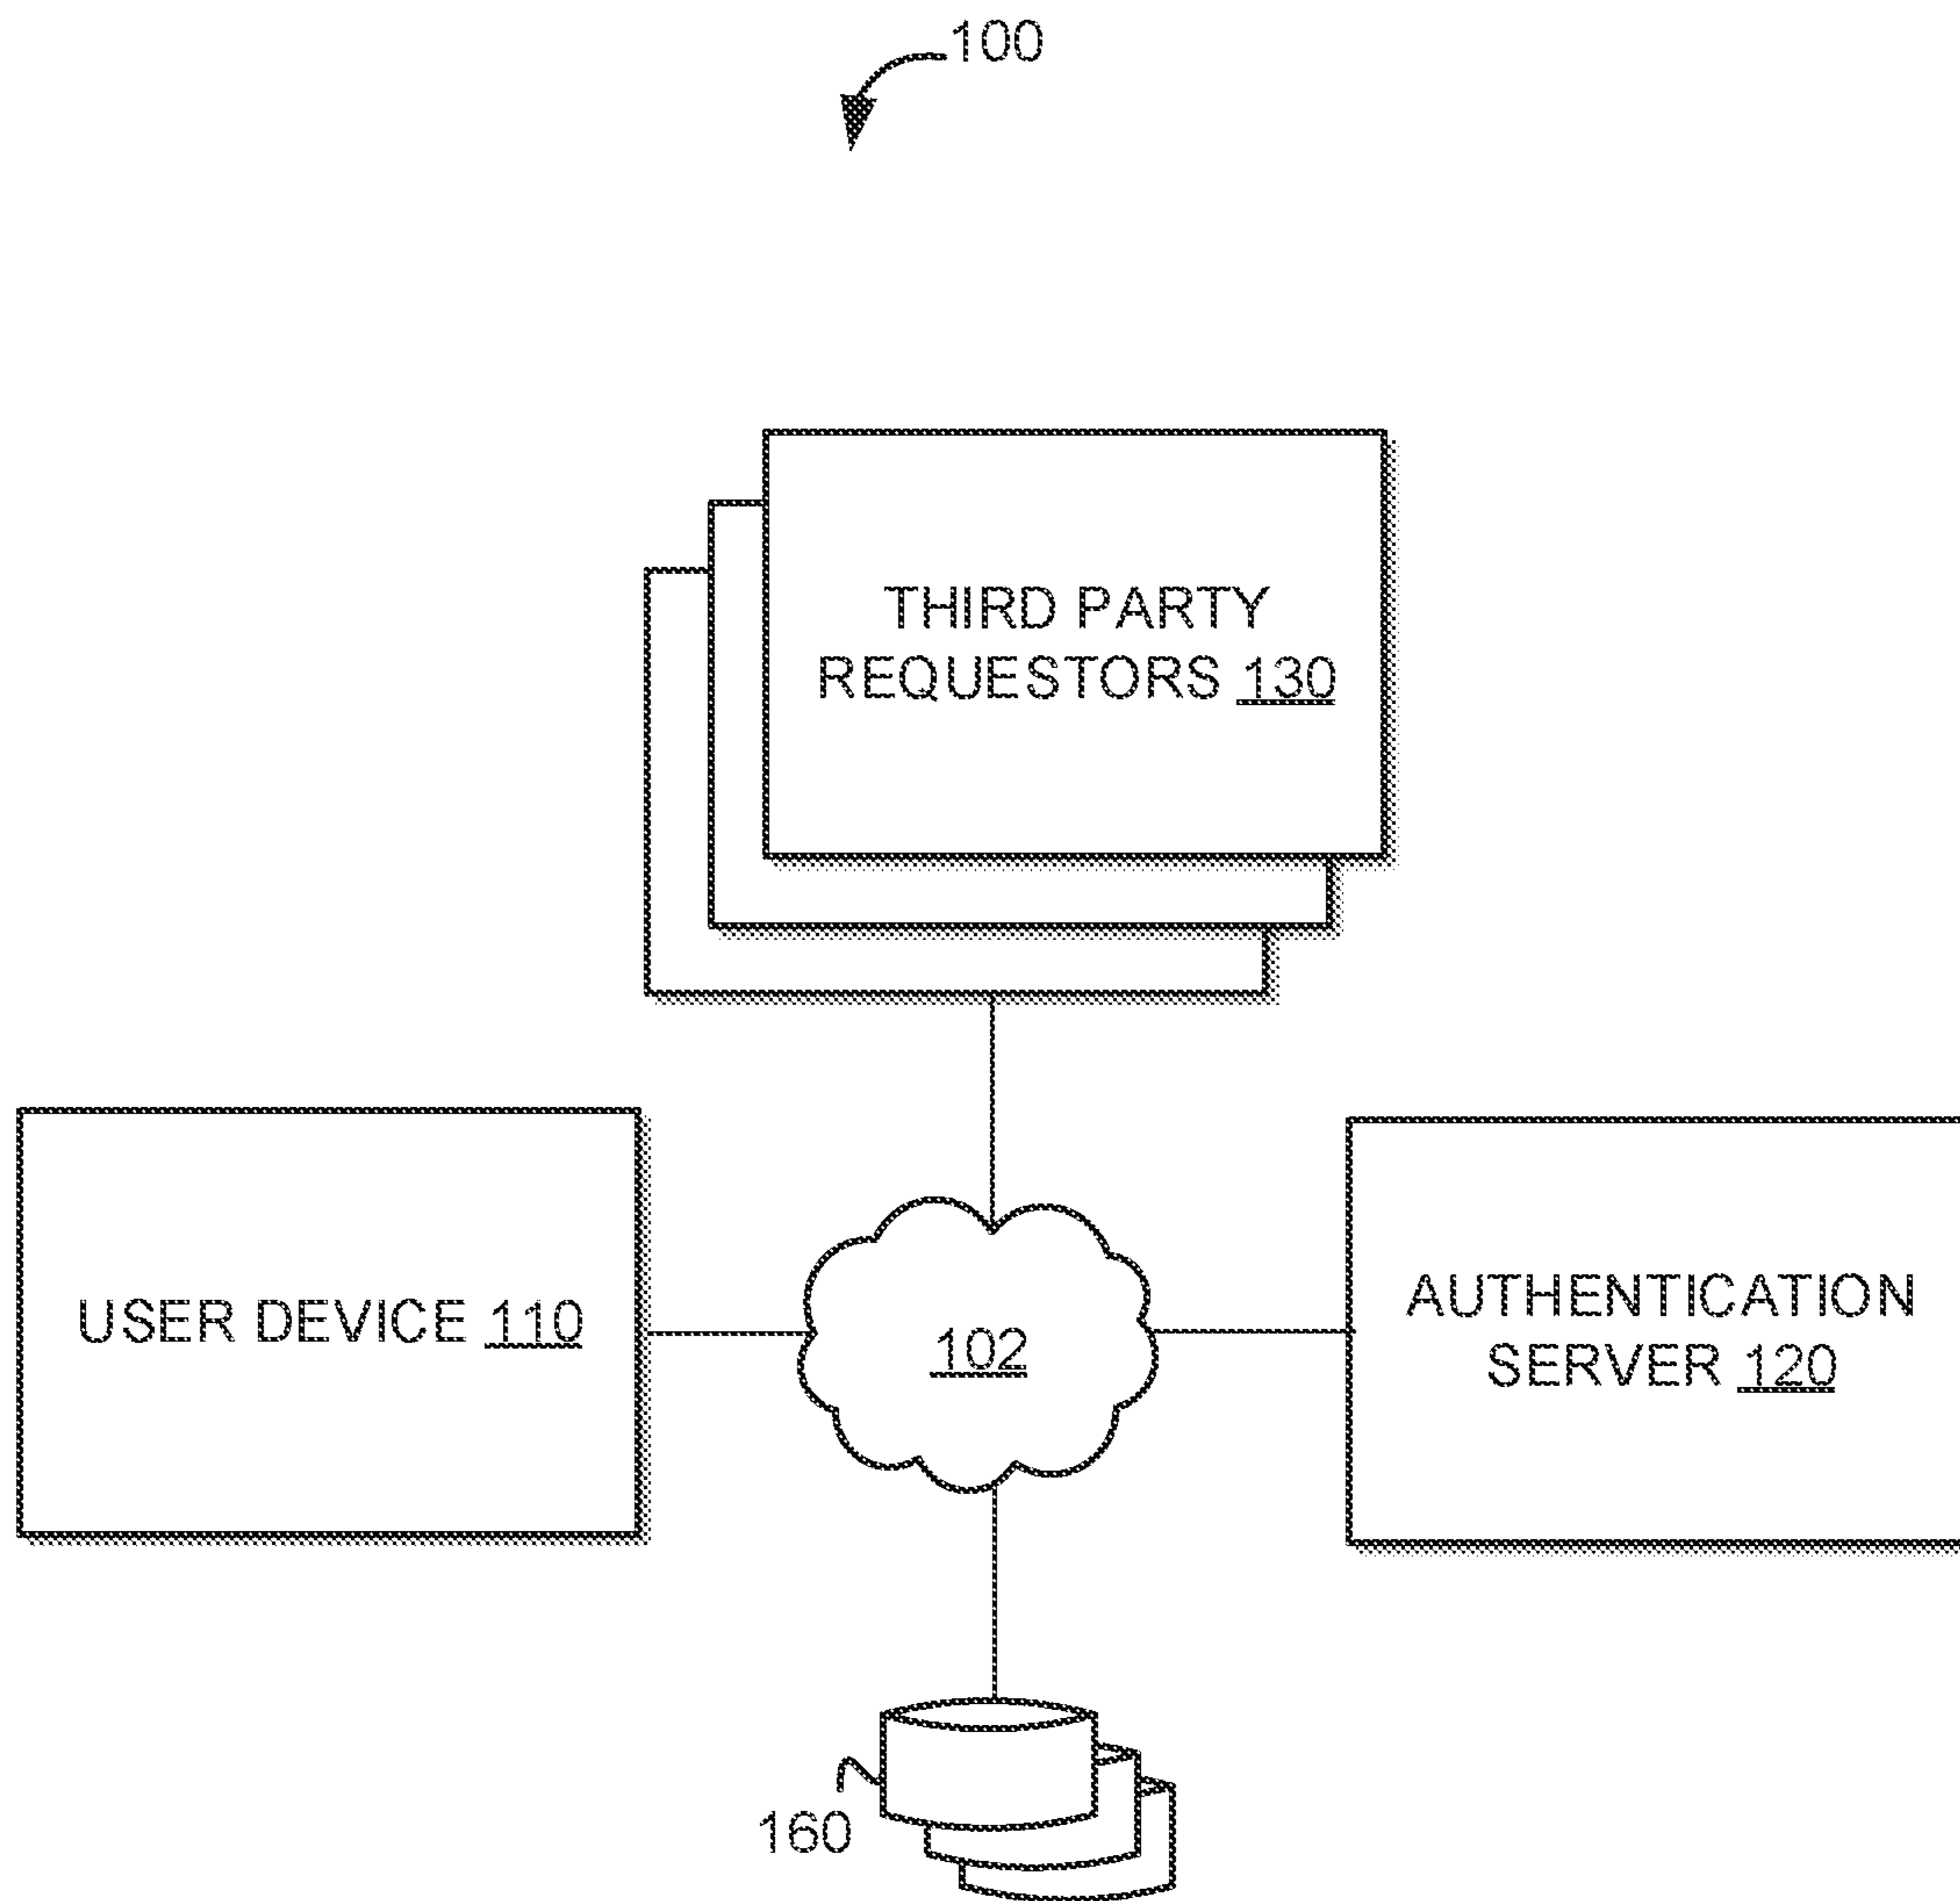 100
THIRD PARTY
REQUESTORS 130
USER DEVICE 110
102
AUTHENTICATION
SERVER 120
160